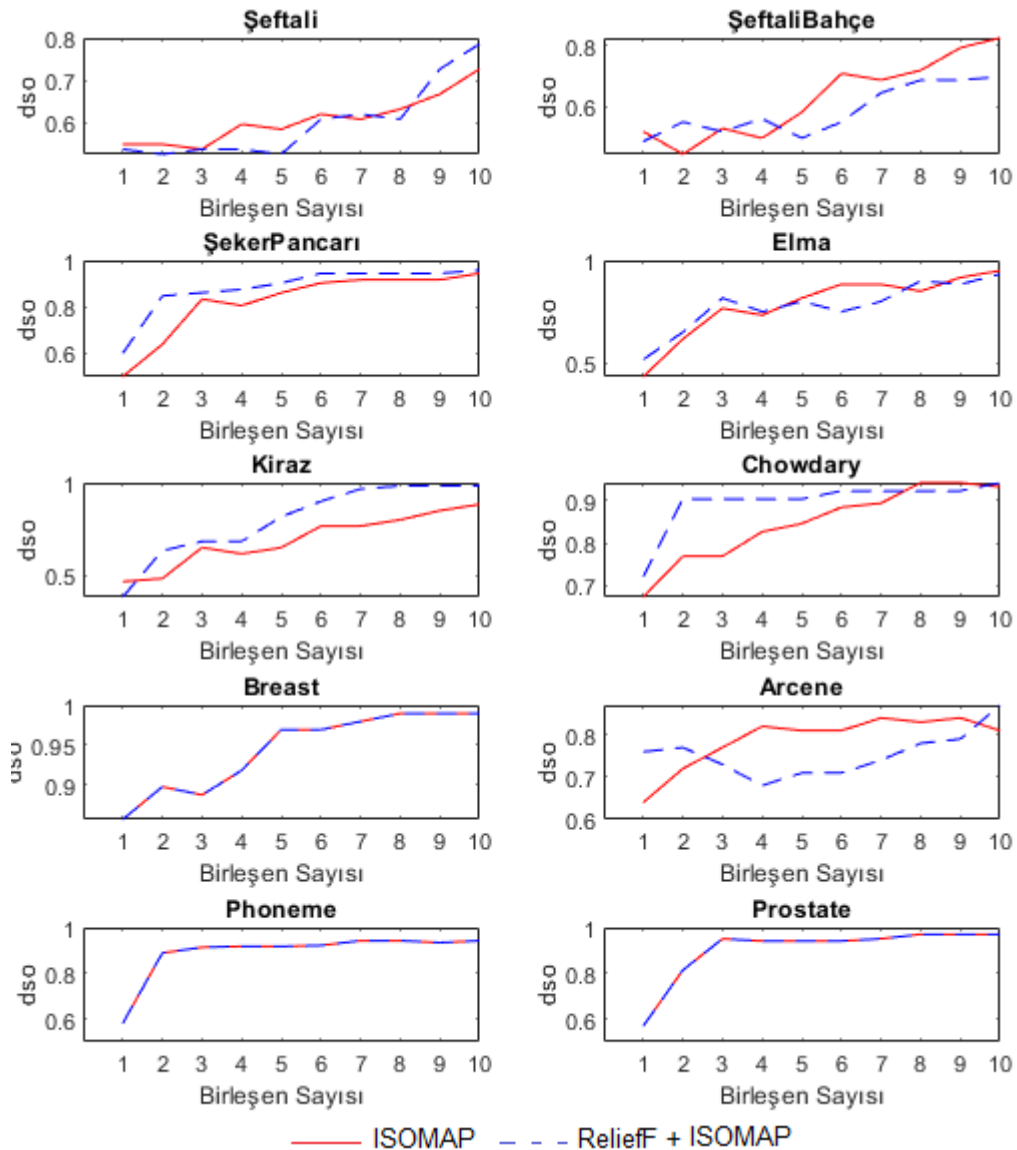 Şeftali
0.8
0.7
0.6
dso
1 2 3 4 5 6 7 8 9 10
Birleşen Sayısı
ŞeftaliBahçe
0.8
0.6
dso
1 2 3 4 5 6 7 8 9 10
Birleşen Sayısı
ŞekerPancarı
1
0.8
0.6
dso
1 2 3 4 5 6 7 8 9 10
Birleşen Sayısı
Elma
1
0.5
dso
1 2 3 4 5 6 7 8 9 10
Birleşen Sayısı
Kiraz
1
0.5
dso
1 2 3 4 5 6 7 8 9 10
Birleşen Sayısı
Chowdary
0.9
0.8
0.7
dso
1 2 3 4 5 6 7 8 9 10
Birleşen Sayısı
Breast
1
0.95
0.9
dso
1 2 3 4 5 6 7 8 9 10
Birleşen Sayısı
Arcene
0.8
0.7
0.6
dso
1 2 3 4 5 6 7 8 9 10
Birleşen Sayısı
Phoneme
1
0.8
0.6
dso
1 2 3 4 5 6 7 8 9 10
Birleşen Sayısı
Prostate
1
0.8
0.6
dso
1 2 3 4 5 6 7 8 9 10
Birleşen Sayısı
ISOMAP
ReliefF + ISOMAP